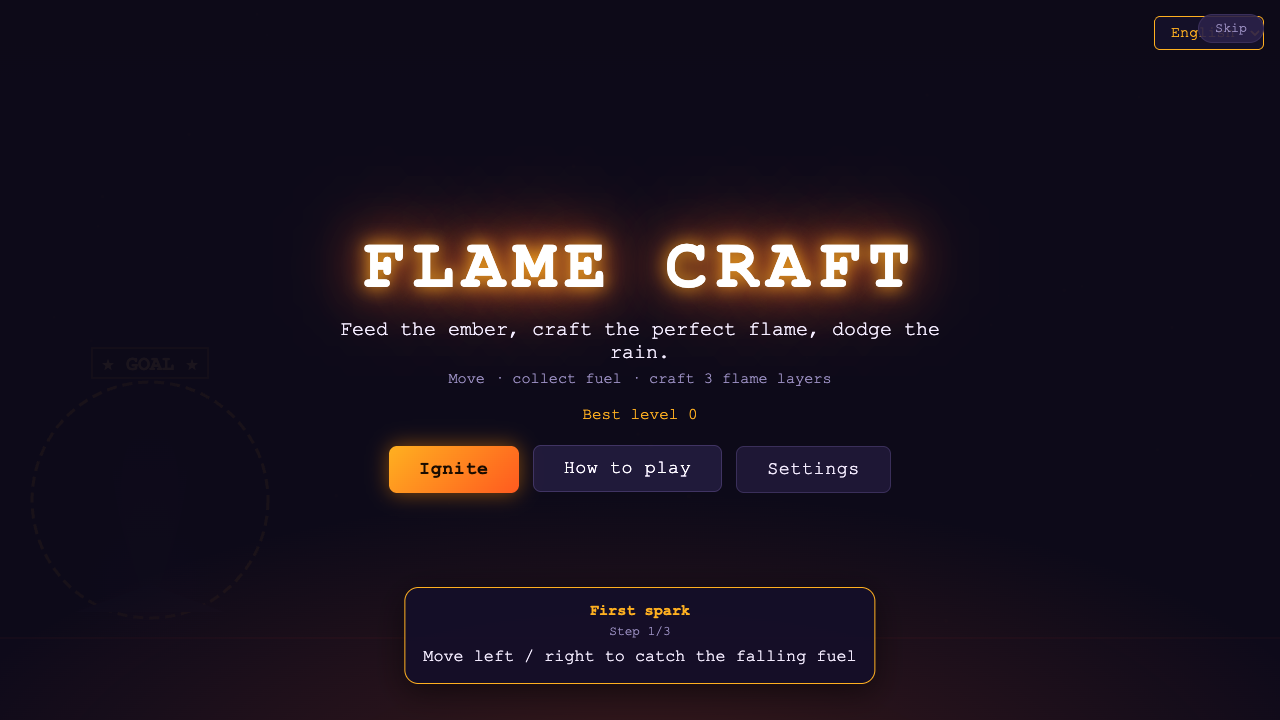 Eng
Skip
FLAME CRAFT
Feed the ember, craft the perfect flame, dodge the
rain.
Move · collect fuel · craft 3 flame layers
Best level 0
★ GOAL ★
Ignite
How to play
Settings
First spark
Step 1/3
Move left / right to catch the falling fuel